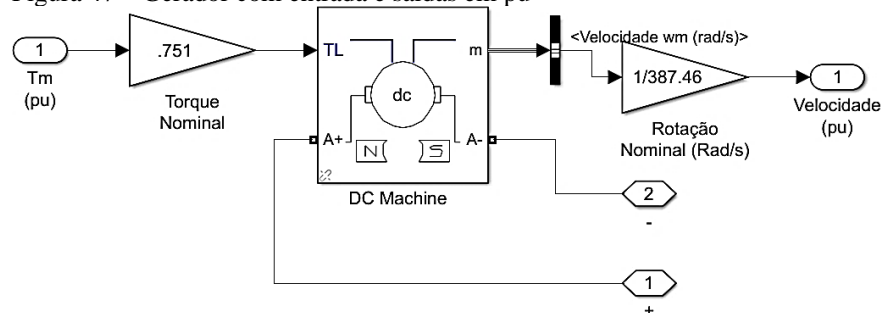 Figura 47 – Gerador com entrada e saídas em pu
1
Tm
(pu)
.751
Torque
Nominal
TL
m
dc
A+
A-
N
S
DC Machine
<Velocidade wm (rad/s)>
1/387.46
Rotação
Nominal (Rad/s)
1
Velocidade
(pu)
2
-
1
+